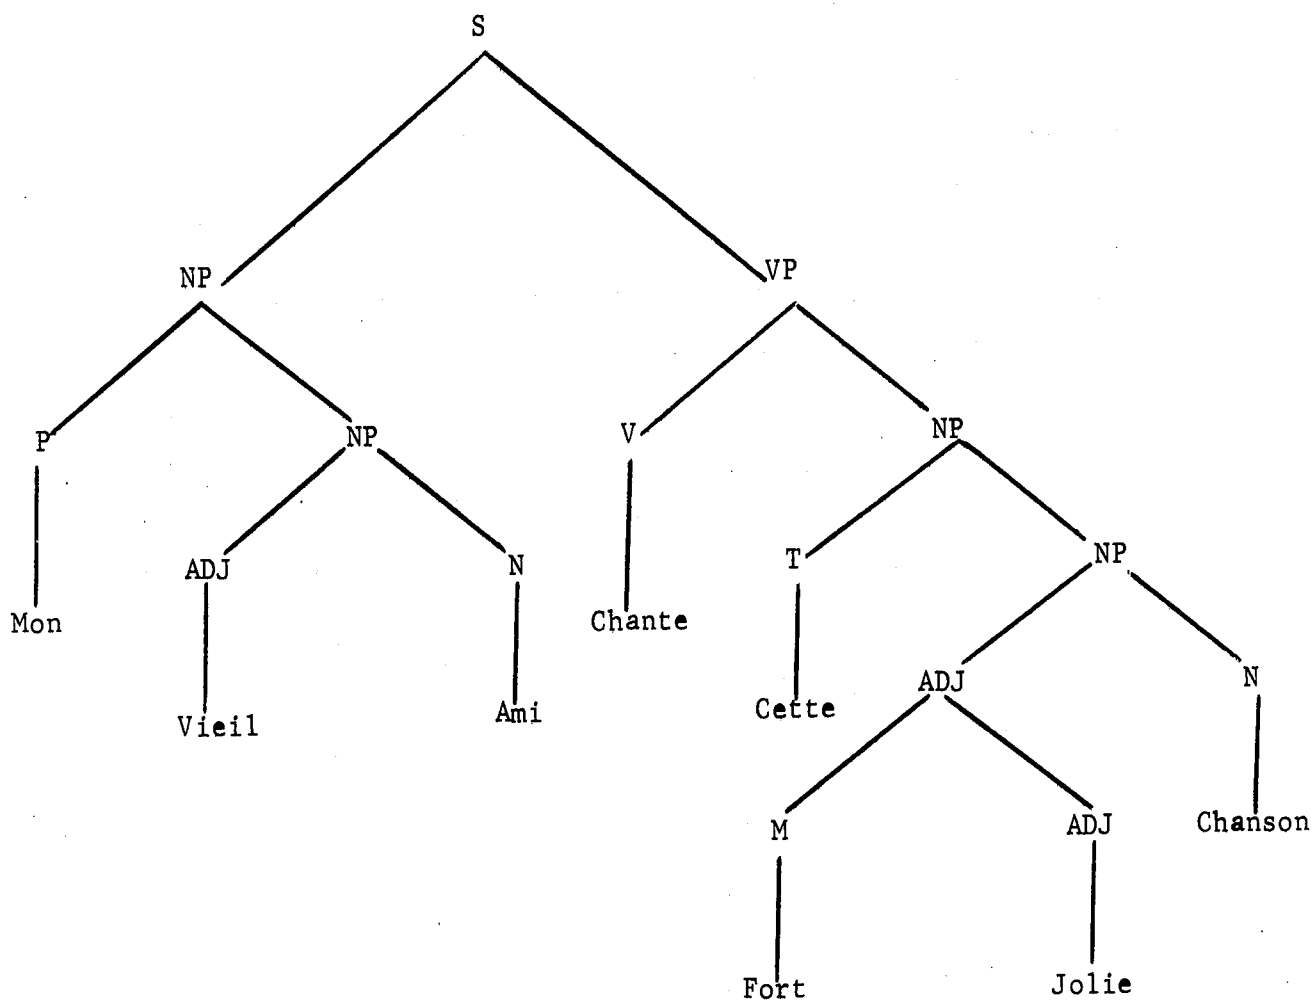 S
NP VP
P NP V NP
ADJ N T NP
Mon Chante
Vieil Ami Cette ADJ N
M ADJ Chanson
Fort Jolie